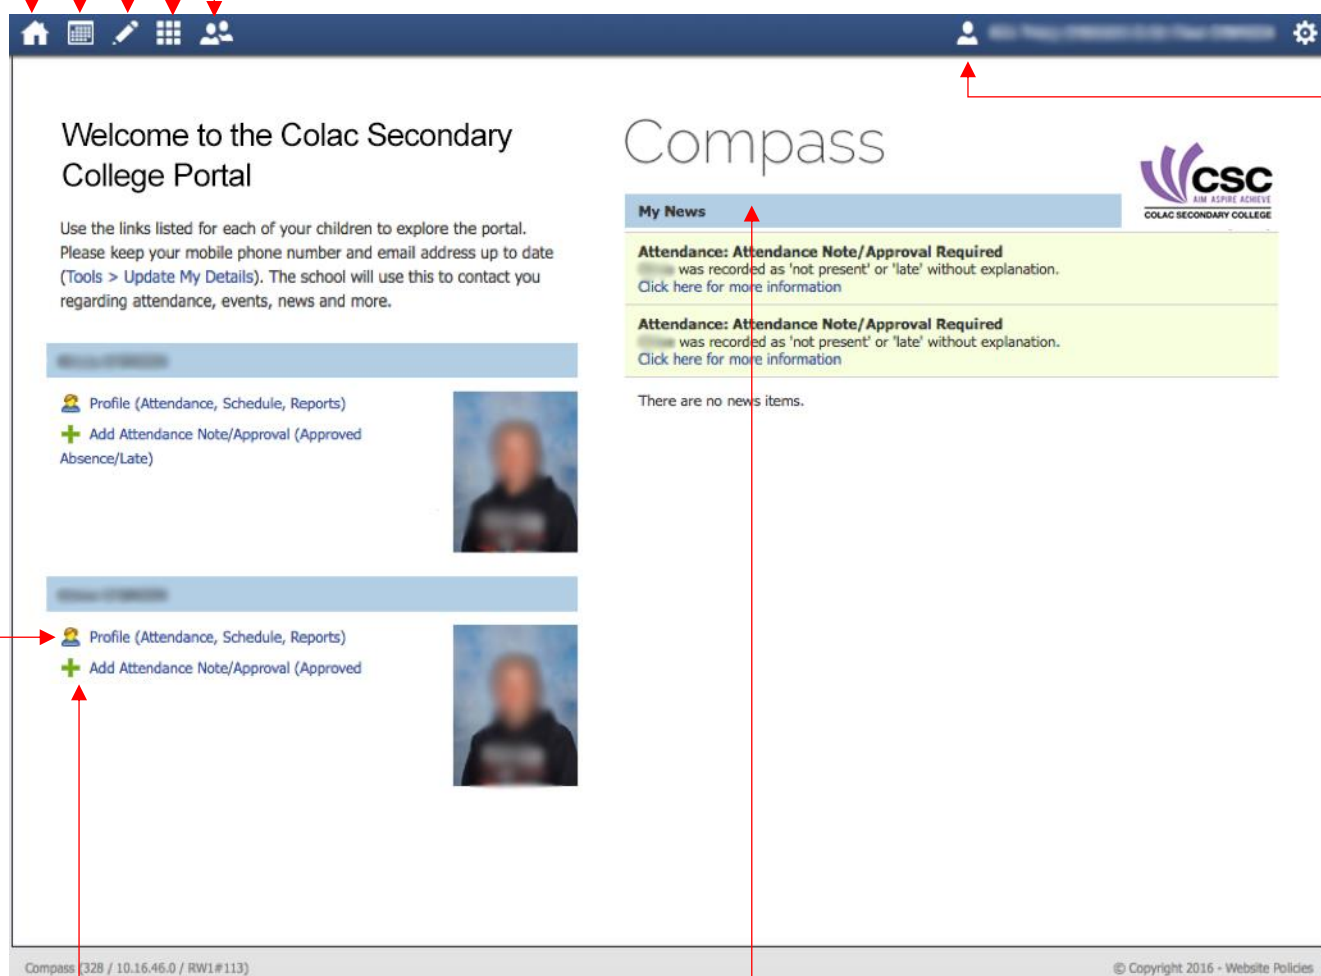 Welcome to the Colac Secondary
College Portal
Use the links listed for each of your children to explore the portal.
Please keep your mobile phone number and email address up to date
(Tools > Update My Details). The school will use this to contact you
regarding attendance, events, news and more.
Profile (Attendance, Schedule, Reports)
Add Attendance Note/Approval (Approved
Absence/Late)
Profile (Attendance, Schedule, Reports)
Add Attendance Note/Approval (Approved
Compass
CSC
AIM ASPIRE ACHIEVE
COLAC SECONDARY COLLEGE
My News
Attendance: Attendance Note/Approval Required
was recorded as 'not present' or 'late' without explanation.
Click here for more information
Attendance: Attendance Note/Approval Required
was recorded as 'not present' or 'late' without explanation.
Click here for more information
There are no news items.
Compass (328 / 10.16.46.0 / RW1#113)
© Copyright 2016 - Website Policies